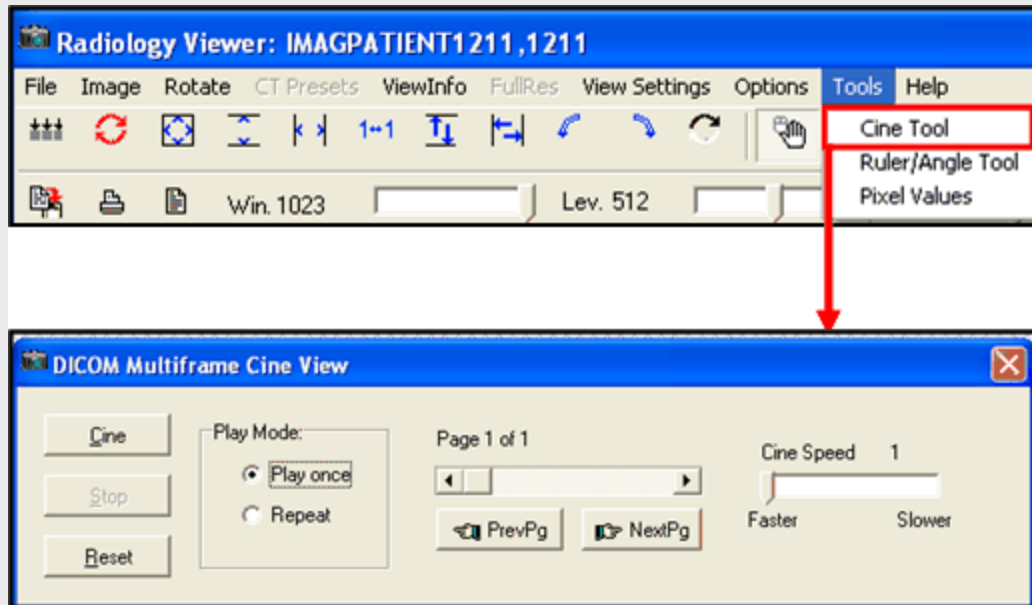 Radiology Viewer: IMAGPATIENT1211,1211
File Image Rotate CT Presets ViewInfo FullRes View Settings Options Tools Help
1↔1
Cine Tool
Ruler/Angle Tool
Pixel Values
Win. 1023
Lev. 512
DICOM Multiframe Cine View
Cine
Stop
Reset
Play Mode:
Play once
Repeat
Page 1 of 1
PrevPg
NextPg
Cine Speed 1
Faster Slower